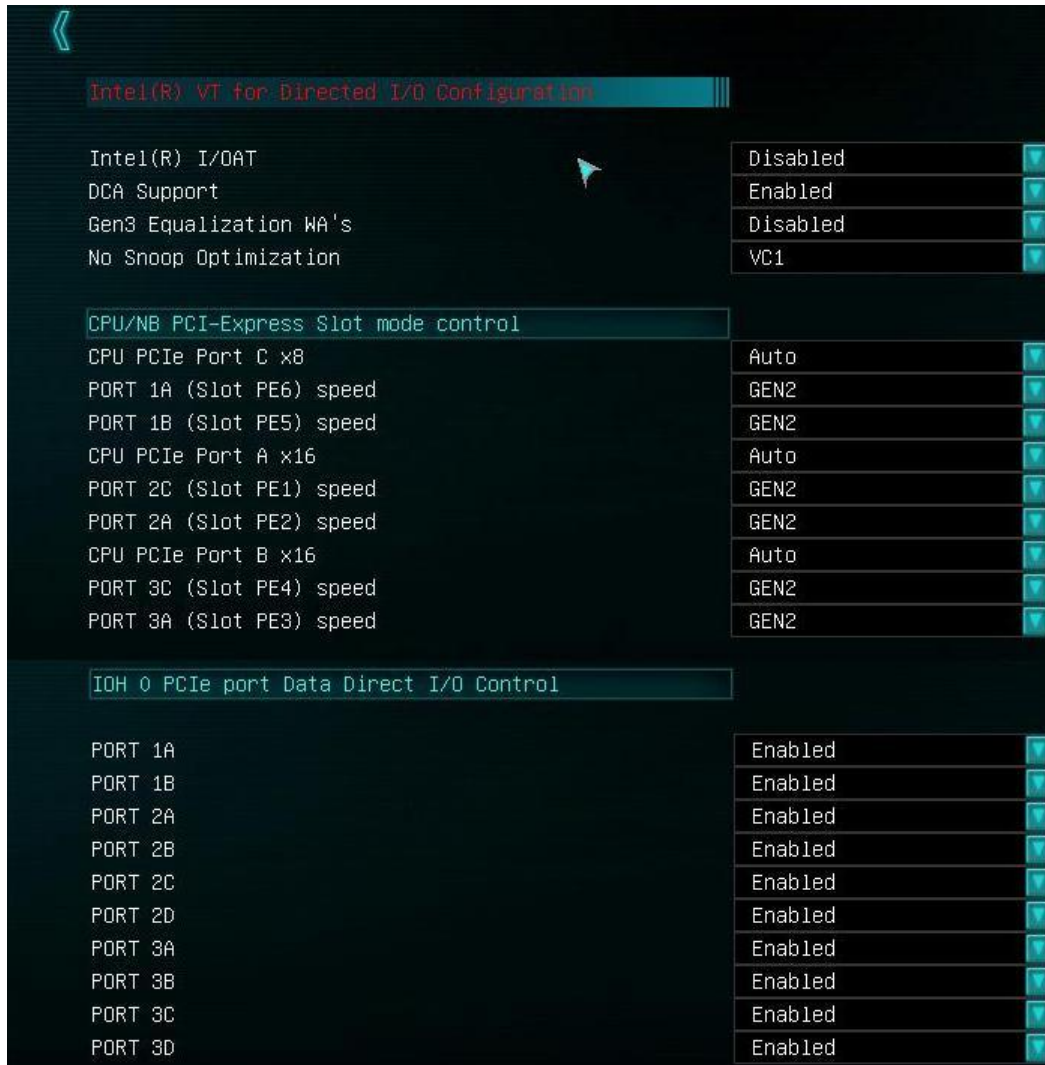 Intel(R) VT for Directed I/O Configuration
Intel(R) I/OAT Disabled
DCA Support Enabled
Gen3 Equalization WA's Disabled
No Snoop Optimization VC1
CPU/NB PCI-Express Slot mode control
CPU PCIe Port C x8 Auto
PORT 1A (Slot PE6) speed GEN2
PORT 1B (Slot PE5) speed GEN2
CPU PCIe Port A x16 Auto
PORT 2C (Slot PE1) speed GEN2
PORT 2A (Slot PE2) speed GEN2
CPU PCIe Port B x16 Auto
PORT 3C (Slot PE4) speed GEN2
PORT 3A (Slot PE3) speed GEN2
IOH 0 PCIe port Data Direct I/O Control
PORT 1A Enabled
PORT 1B Enabled
PORT 2A Enabled
PORT 2B Enabled
PORT 2C Enabled
PORT 2D Enabled
PORT 3A Enabled
PORT 3B Enabled
PORT 3C Enabled
PORT 3D Enabled